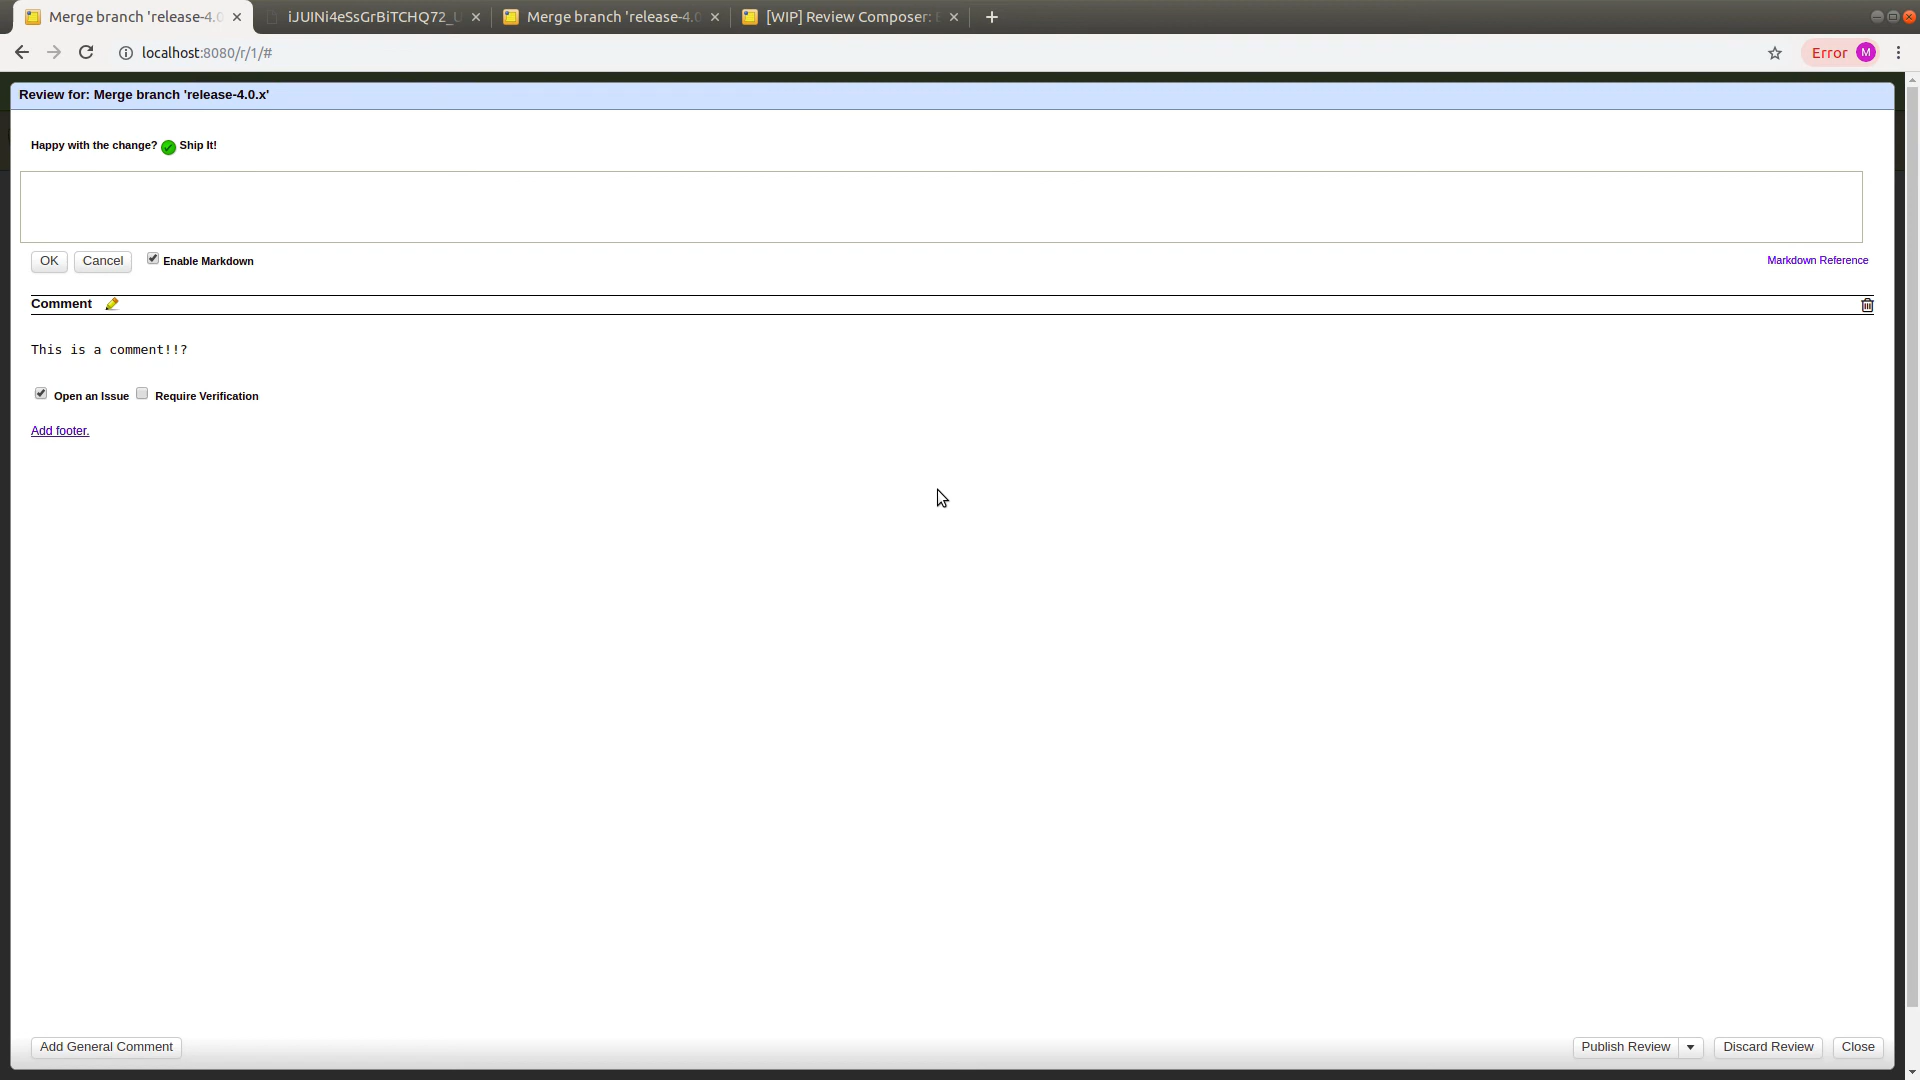 Merge branch 'release-4.0
iJUINi4eSsGrBiTCHQ72_U
Merge branch 'release-4.0
[WIP] Review Composer:
localhost:8080/r/1/#
Error M
Review for: Merge branch 'release-4.0.x'
Happy with the change? Ship It!
OK Cancel Enable Markdown Markdown Reference
Comment
This is a comment!!?
Open an Issue Require Verification
Add footer.
Add General Comment Publish Review Discard Review Close